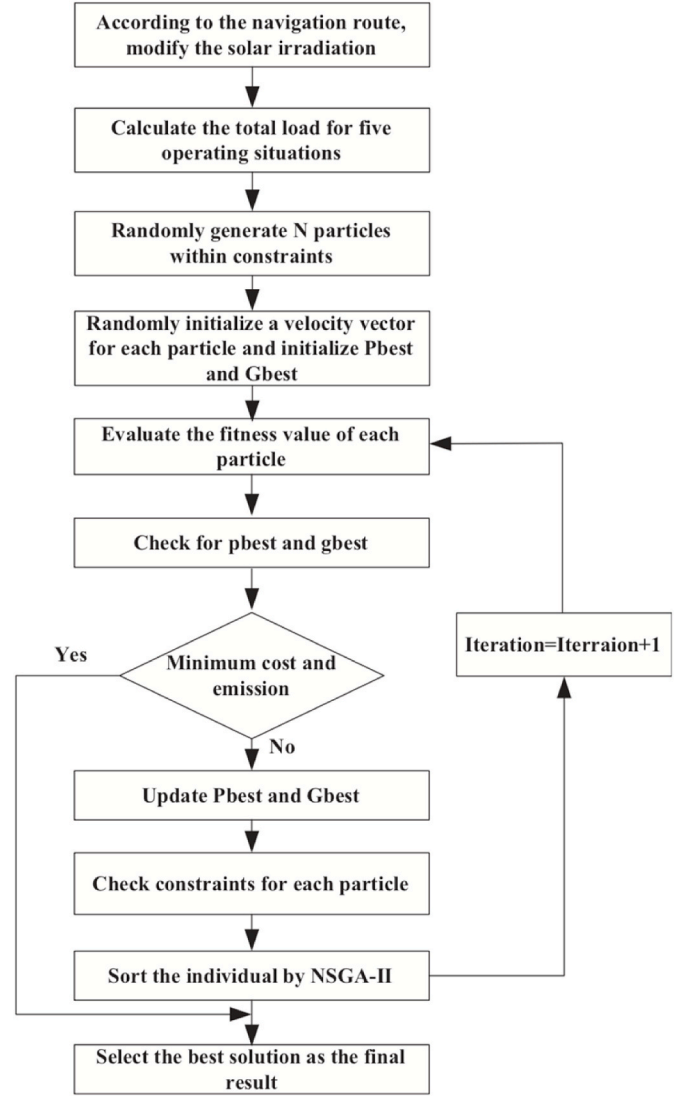 According to the navigation route,
modify the solar irradiation
Calculate the total load for five
operating situations
Randomly generate N particles
within constraints
Randomly initialize a velocity vector
for each particle and initialize Pbest
and Gbest
Evaluate the fitness value of each
particle
Check for pbest and gbest
Iteration=Iterraion+1
Yes
Minimum cost and
emission
No
Update Pbest and Gbest
Check constraints for each particle
Sort the individual by NSGA-II
Select the best solution as the final
result